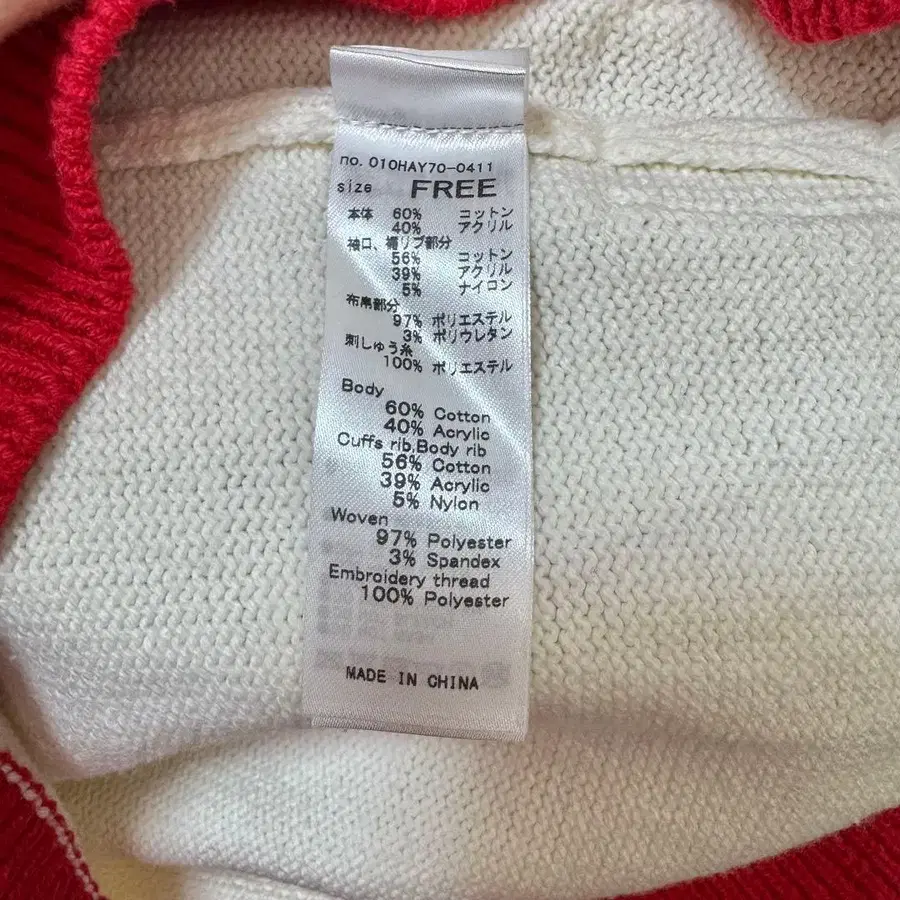 no. 010HAY70-0411
size FREE
本体 60% コットン
40% アクリル
袖口、裾リブ部分
56% コットン
39% アクリル
5% ナイロン
布帛部分
97% ポリエステル
3% ポリウレタン
刺しゅう糸
100% ポリエステル
Body
60% Cotton
40% Acrylic
Cuffs rib,Body rib
56% Cotton
39% Acrylic
5% Nylon
Woven
97% Polyester
3% Spandex
Embroidery thread
100% Polyester
MADE IN CHINA